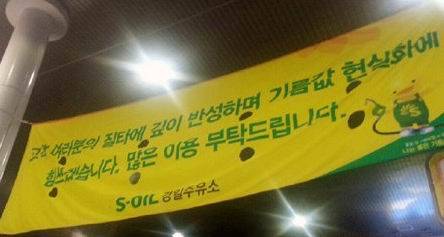 고객 여러분의 질타에 깊이 반성하며 기름값 현실화에
힘쓰겠습니다. 많은 이용 부탁드립니다.
S-OIL 강일주유소